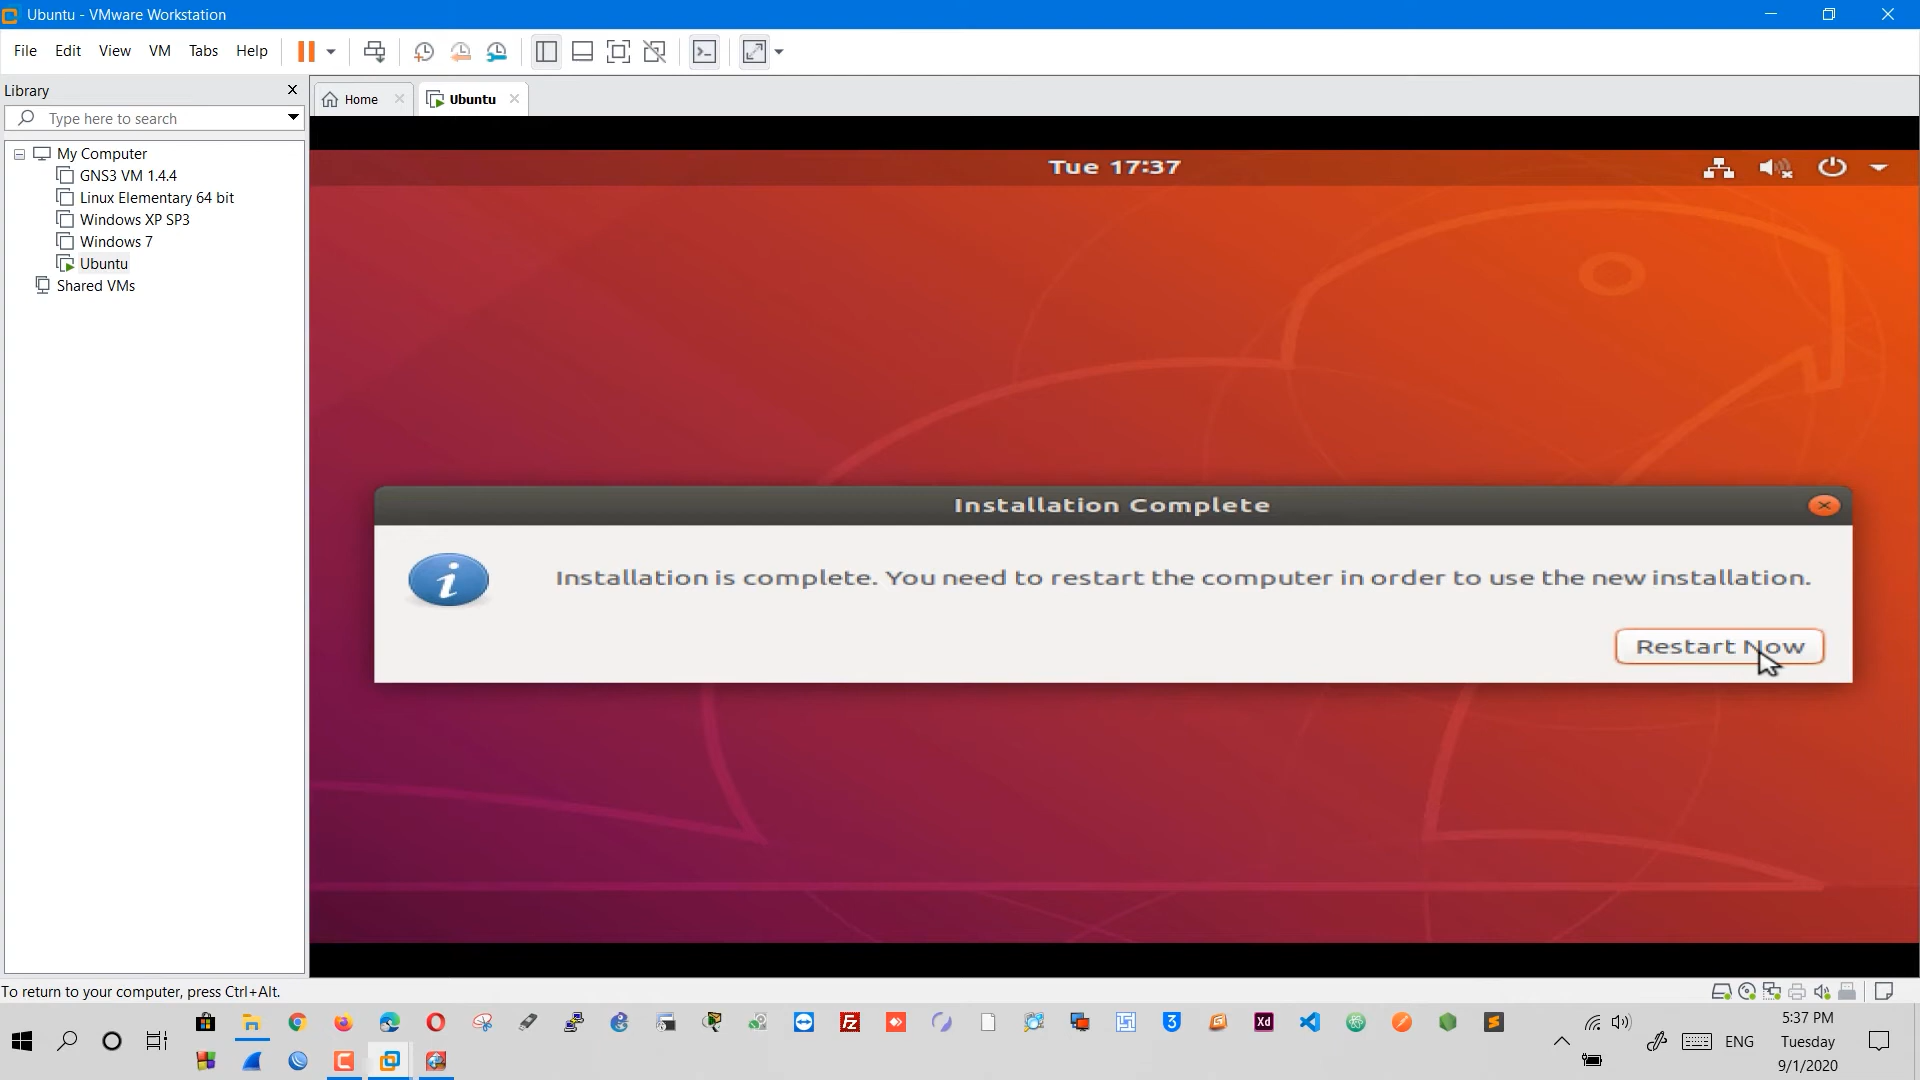 Ubuntu - VMware Workstation
File Edit View VM Tabs Help
Library
Type here to search
My Computer
GNS3 VM 1.4.4
Linux Elementary 64 bit
Windows XP SP3
Windows 7
Ubuntu
Shared VMs
Home
Ubuntu
Tue 17:37
Installation Complete
Installation is complete. You need to restart the computer in order to use the new installation.
Restart Now
To return to your computer, press Ctrl+Alt.
Fz
Xd
ENG
5:37 PM
Tuesday
9/1/2020